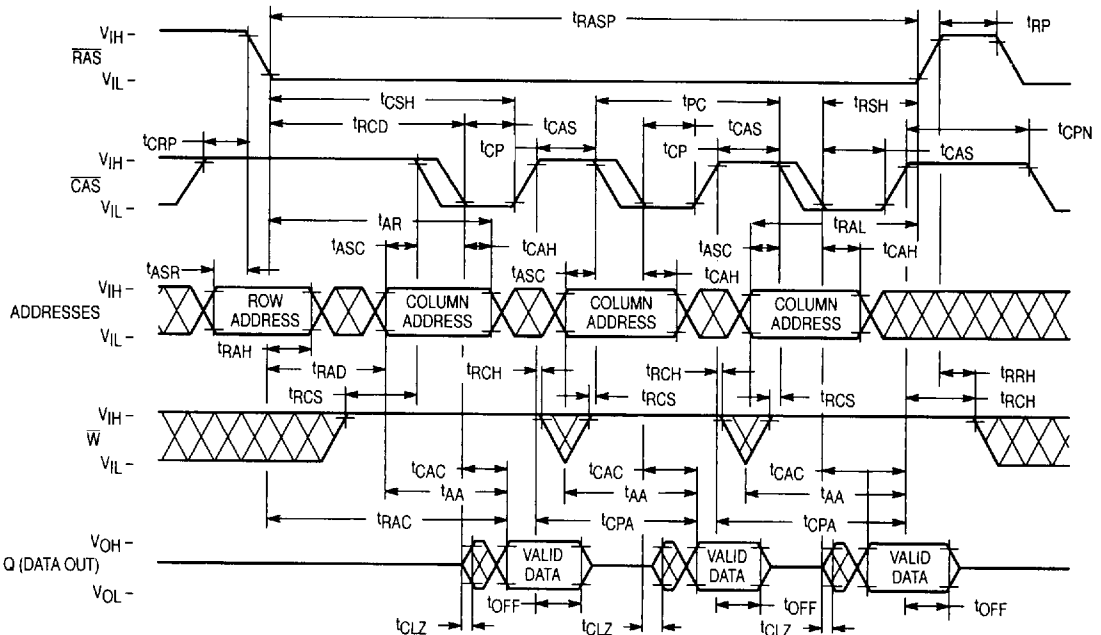 tRASP
tRP
VIH
RAS
VIL
tCSH
tPC
tRSH
tRCD
tCAS
tCAS
tCPN
tCRP
tCP
tCP
tCAS
VIH
CAS
VIL
tAR
tRAL
tASC
tCAH
tASC
tCAH
tASR
tASC
tCAH
VIH
ADDRESSES
VIL
ROW
ADDRESS
COLUMN
ADDRESS
COLUMN
ADDRESS
COLUMN
ADDRESS
tRAH
tRAD
tRCH
tRCH
tRRH
tRCS
tRCS
tRCS
tRCH
VIH
W
VIL
tCAC
tCAC
tCAC
tAA
tAA
tAA
tRAC
tCPA
tCPA
VOH
Q (DATA OUT)
VOL
VALID
DATA
VALID
DATA
VALID
DATA
tOFF
tOFF
tOFF
tCLZ
tCLZ
tCLZ